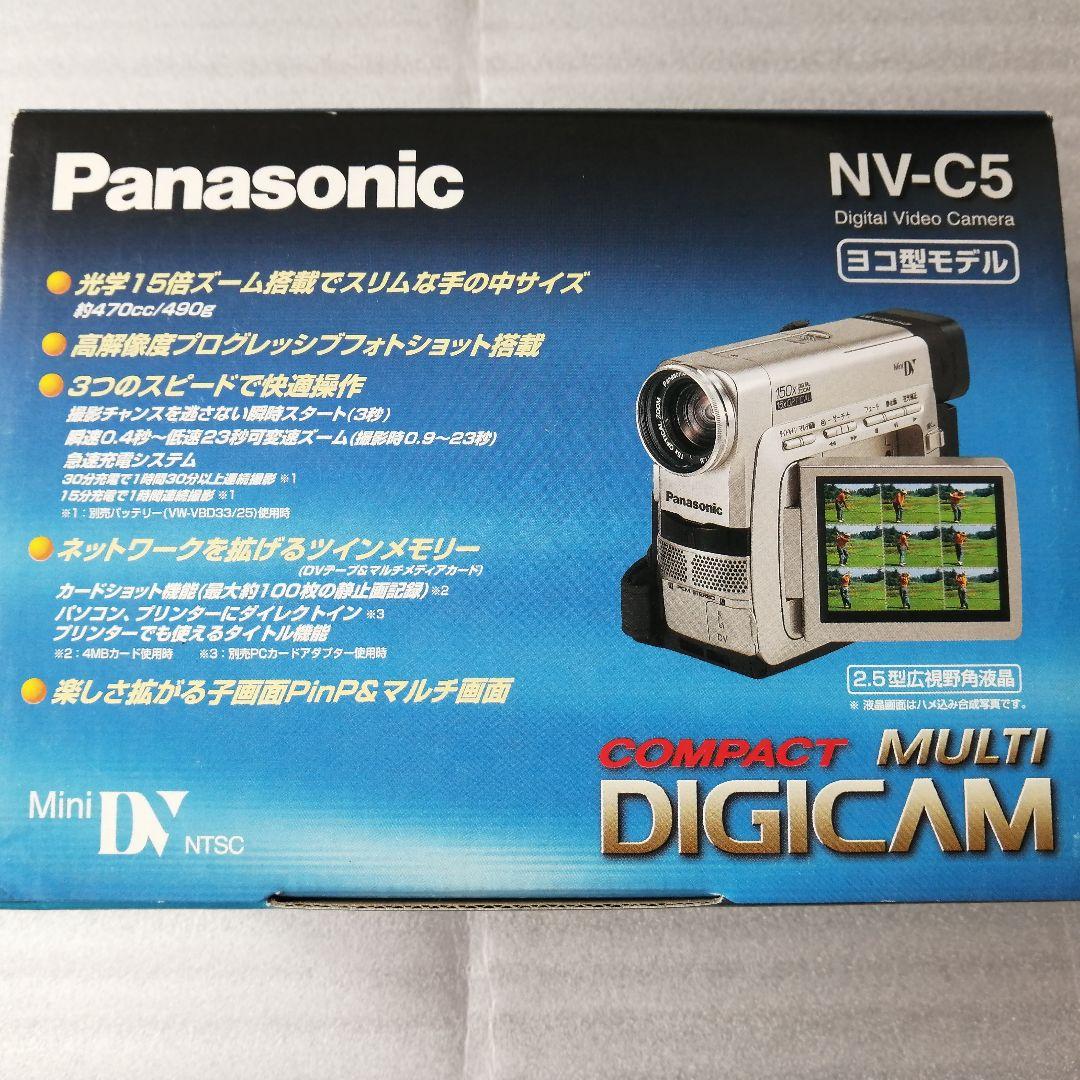 Panasonic
NV-C5
Digital Video Camera
ヨコ型モデル
光学15倍ズーム搭載でスリムな手の中サイズ
約470cc/490g
高解像度プログレッシブフォトショット搭載
3つのスピードで快適操作
撮影チャンスを逃さない瞬時スタート(3秒)
瞬速0.4秒〜低速23秒可変速ズーム(撮影時0.9〜23秒)
急速充電システム
30分充電で1時間30分以上連続撮影 ※1
15分充電で1時間連続撮影 ※1
※1：別売バッテリー(VW-VBD33/25)使用時
ネットワークを拡げるツインメモリー
(DVテープ&マルチメディアカード)
カードショット機能(最大約100枚の静止画記録)※2
パソコン、プリンターにダイレクトイン ※3
プリンターでも使えるタイトル機能
※2：4MBカード使用時 ※3：別売PCカードアダプター使用時
楽しさ拡がる子画面PinP&マルチ画面
Panasonic
Mini DV
150x
Panasonic
PCM STEREO
DV
2.5型広視野角液晶
※ 液晶画面はハメ込み合成写真です。
COMPACT MULTI
DIGICAM
Mini DV NTSC